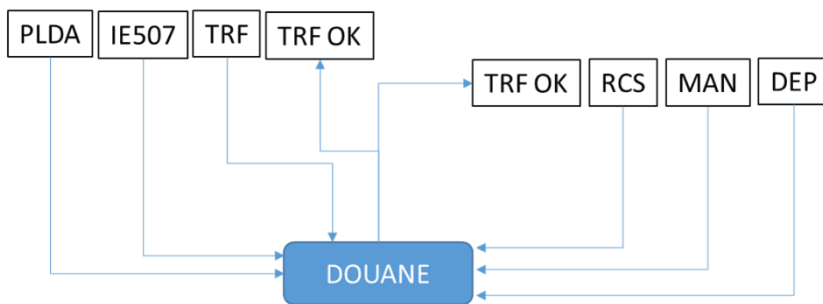 PLDA
IE507
TRF
TRF OK
TRF OK
RCS
MAN
DEP
DOUANE